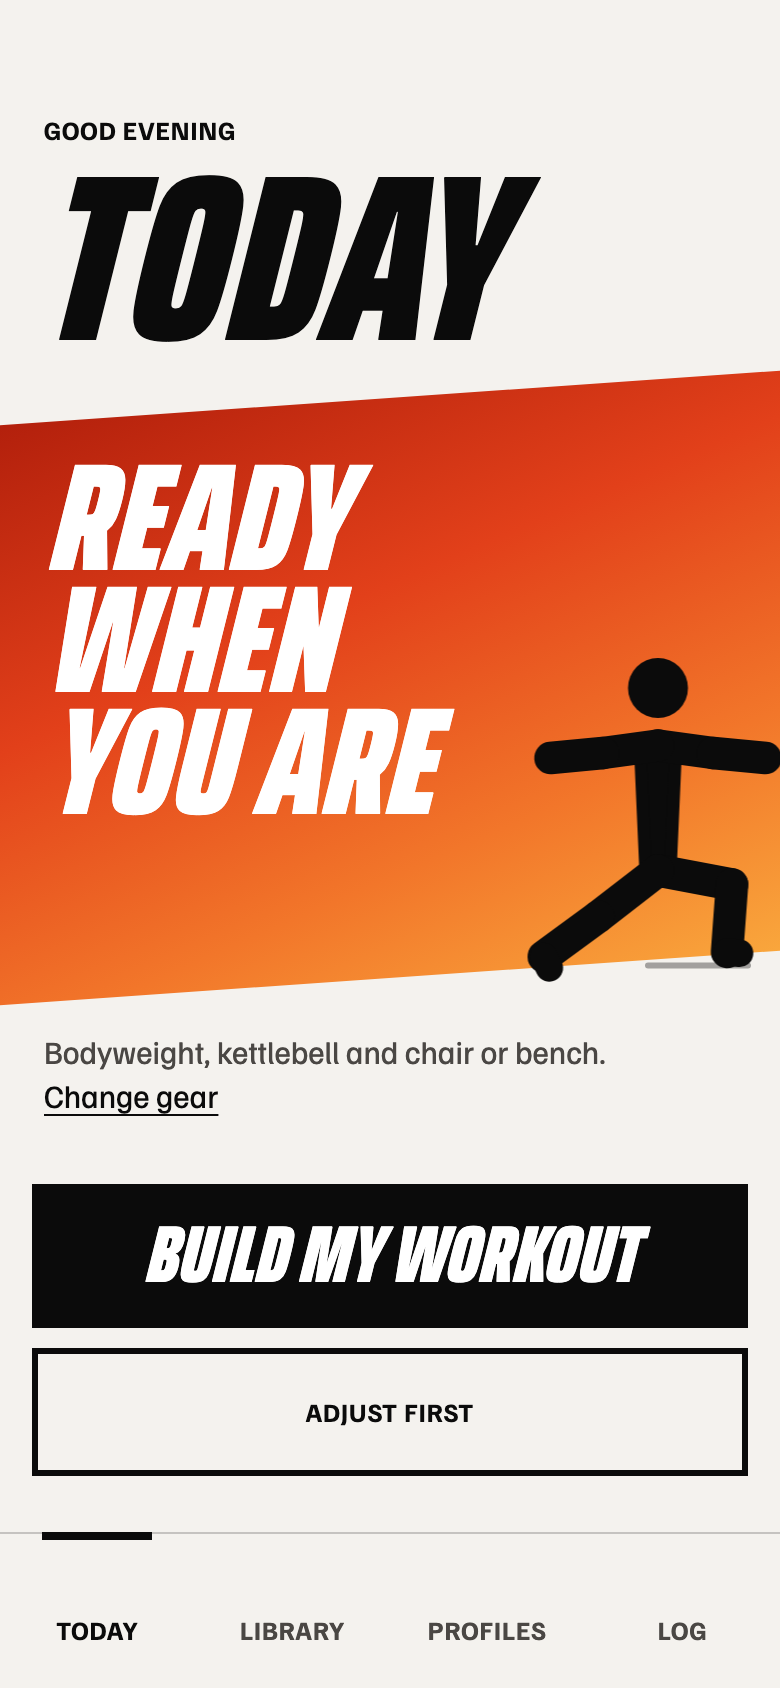 GOOD EVENING
TODAY
READY
WHEN
YOU ARE
Bodyweight, kettlebell and chair or bench.
Change gear
BUILD MY WORKOUT
ADJUST FIRST
TODAY
LIBRARY
PROFILES
LOG